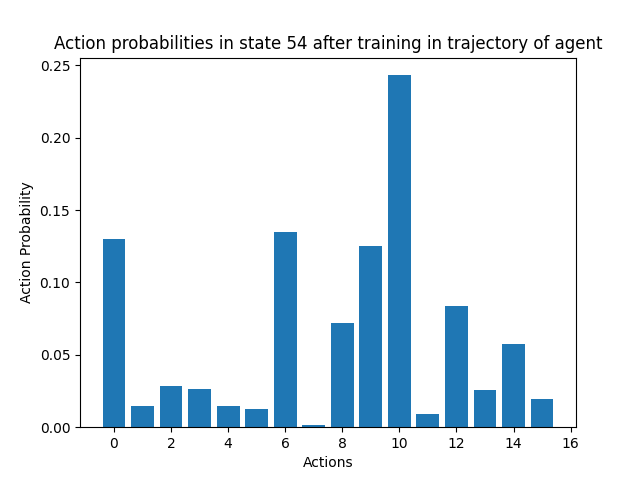 Action probabilities in state 54 after training in trajectory of agent
0.25
0.20
0.15
0.10
0.05
0.00
Action Probability
0 2 4 6 8 10 12 14 16
Actions